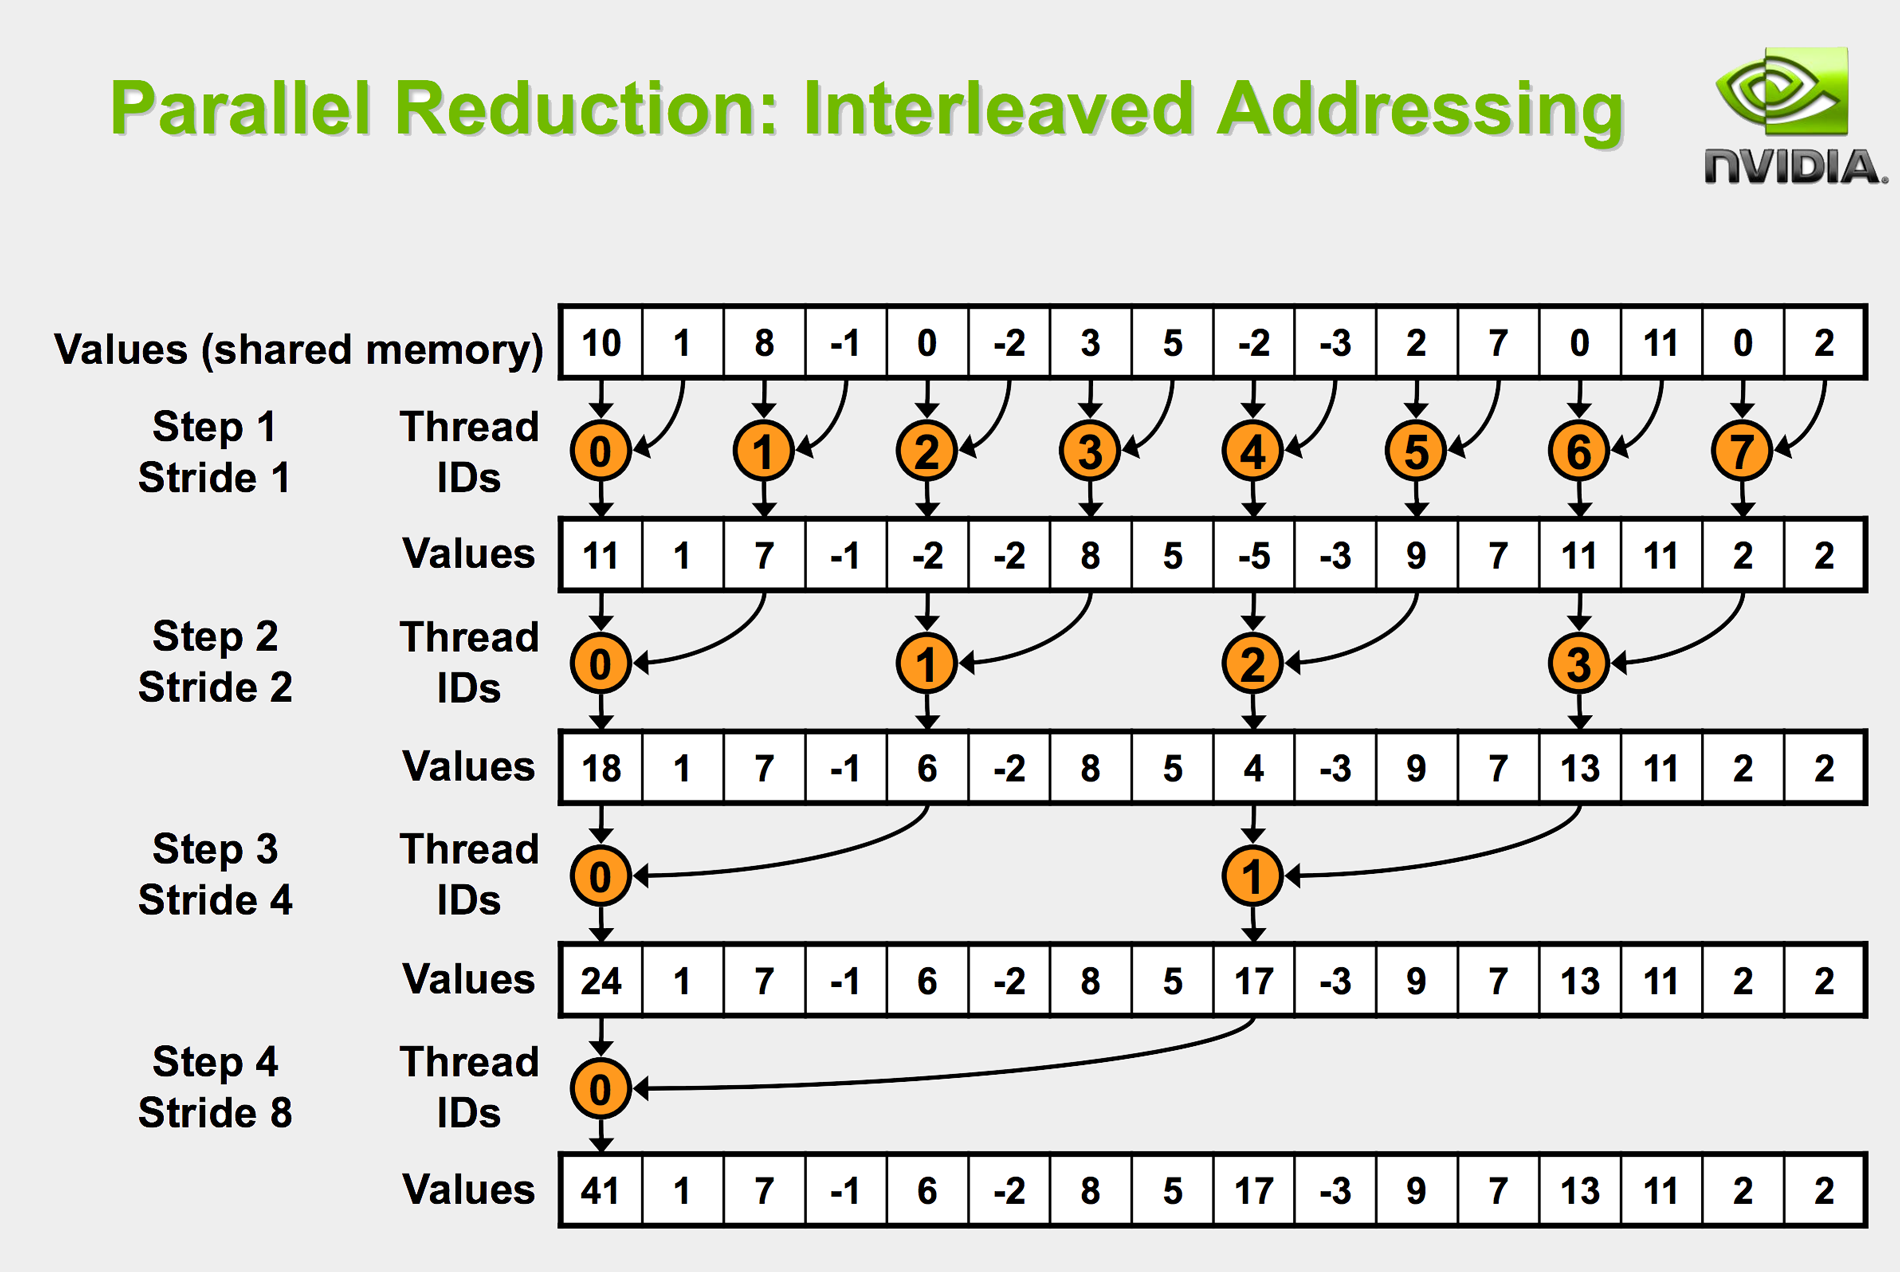 Parallel Reduction: Interleaved Addressing
NVIDIA.
Values (shared memory) 10 1 8 -1 0 -2 3 5 -2 -3 2 7 0 11 0 2
Step 1 Thread
Stride 1 IDs
0 1 2 3 4 5 6 7
Values 11 1 7 -1 -2 -2 8 5 -5 -3 9 7 11 11 2 2
Step 2 Thread
Stride 2 IDs
0 1 2 3
Values 18 1 7 -1 6 -2 8 5 4 -3 9 7 13 11 2 2
Step 3 Thread
Stride 4 IDs
0 1
Values 24 1 7 -1 6 -2 8 5 17 -3 9 7 13 11 2 2
Step 4 Thread
Stride 8 IDs
0
Values 41 1 7 -1 6 -2 8 5 17 -3 9 7 13 11 2 2